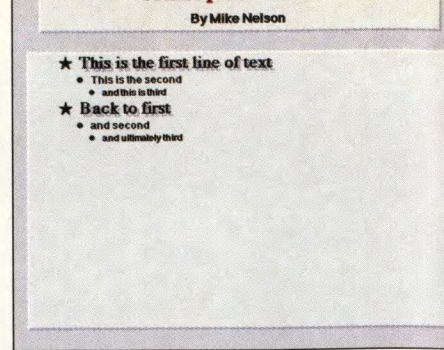 By Mike Nelson
★ This is the first line of text
● This is the second
● and this is third
★ Back to first
● and second
● and ultimately third